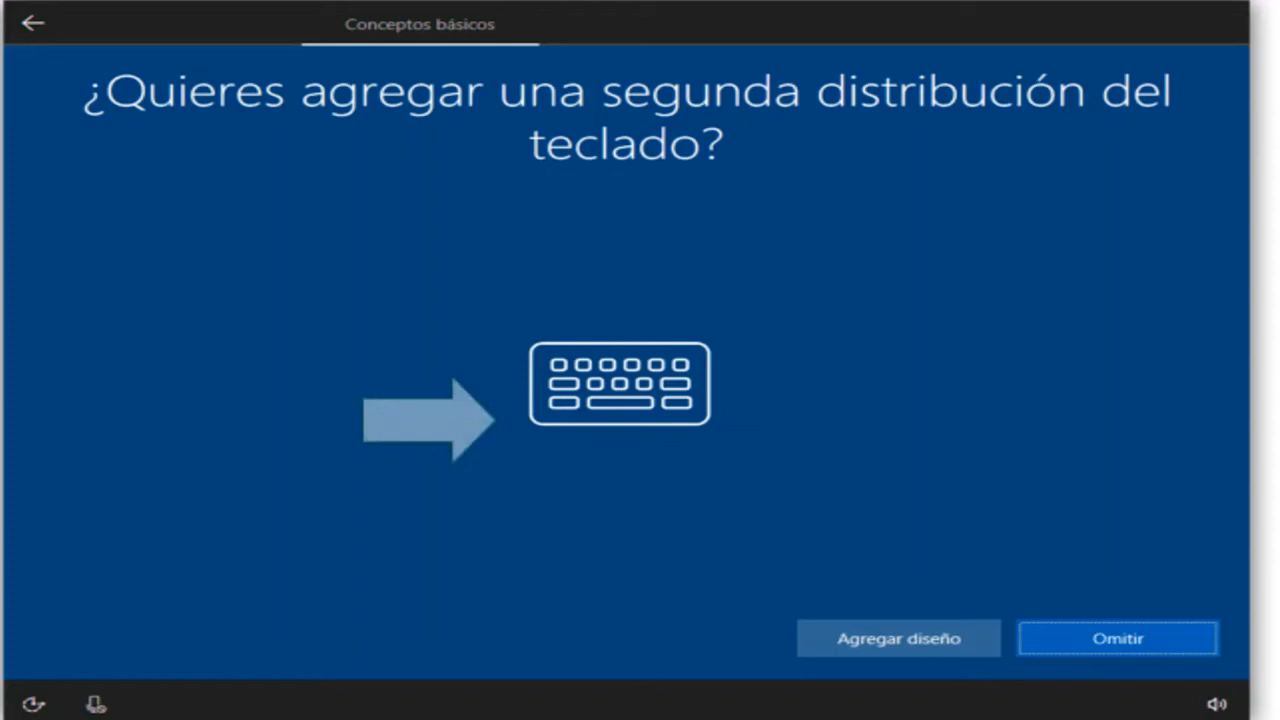 Conceptos básicos
¿Quieres agregar una segunda distribución del
teclado?
Agregar diseño
Omitir